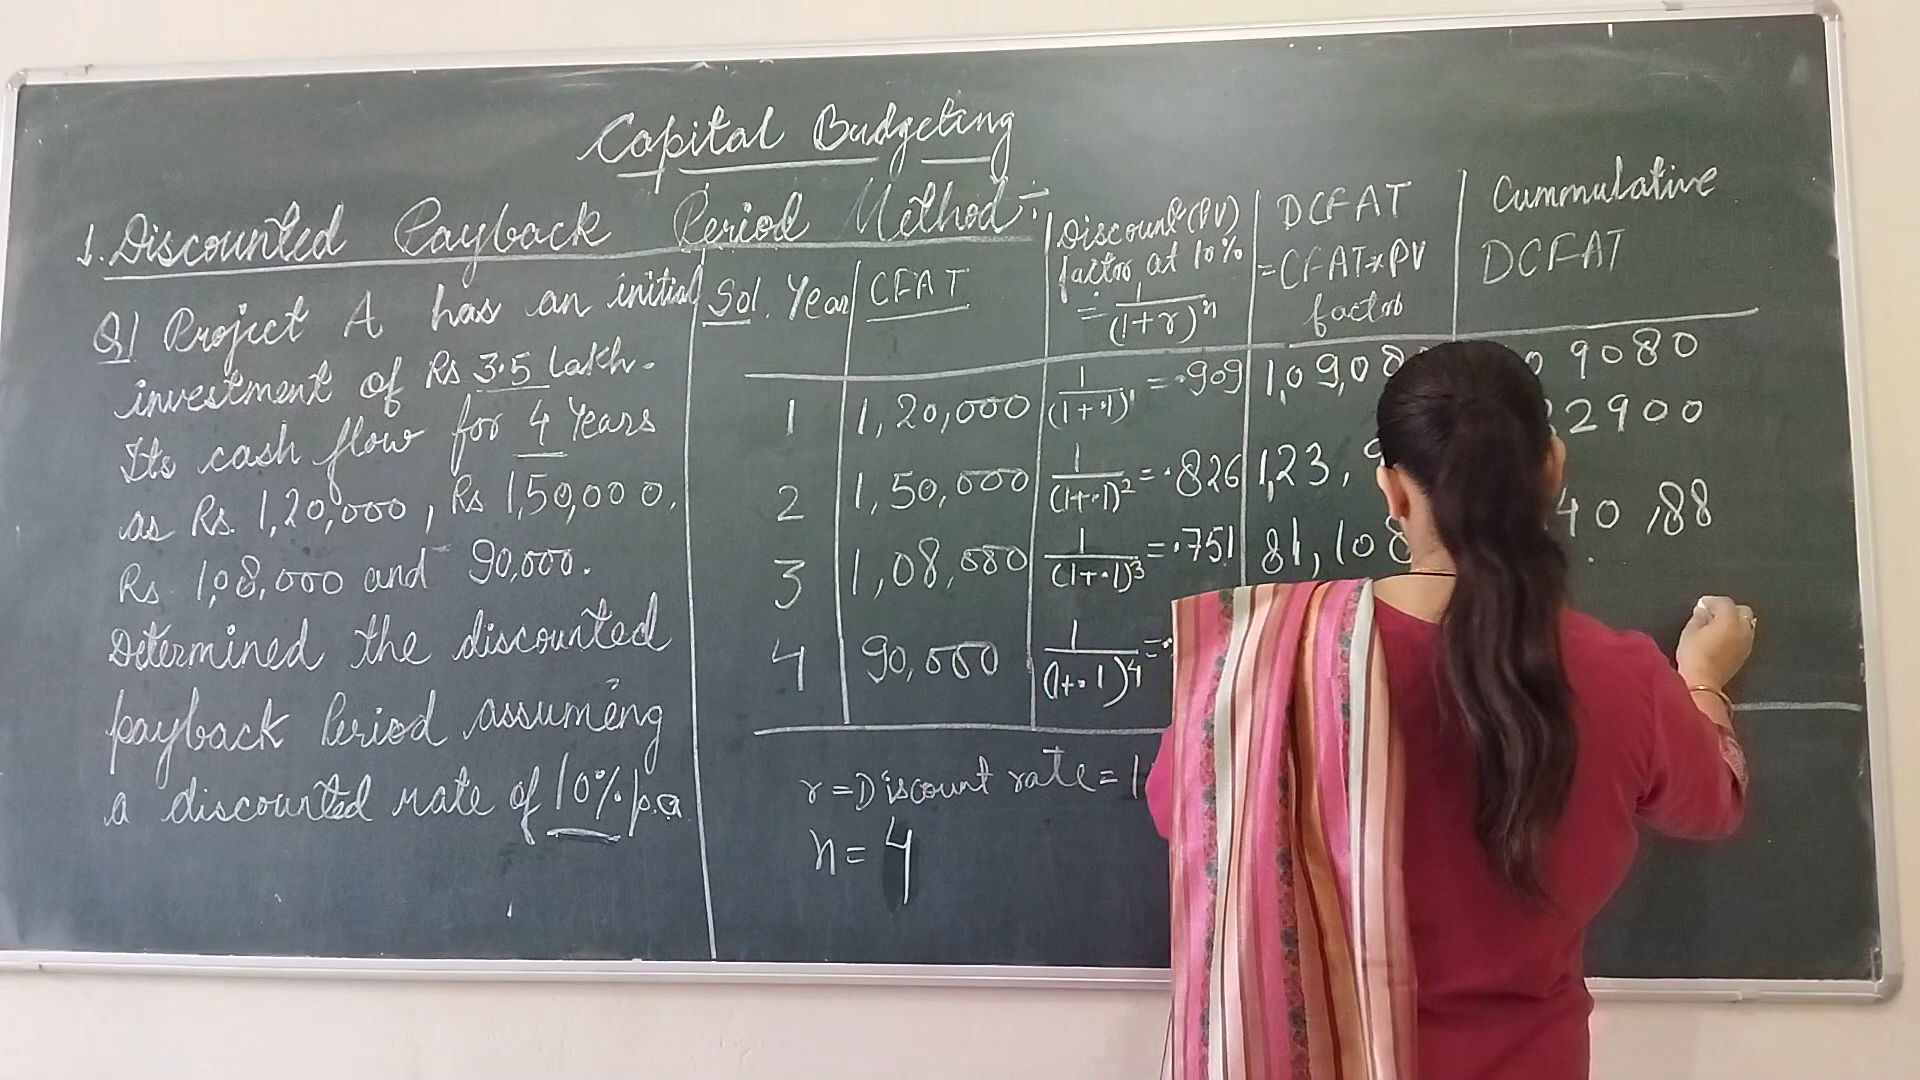 Capital Budgeting
1. Discounted Payback Period Method:-
Q1 Project A has an initial
investment of Rs 3.5 Lakh.
Its cash flow for 4 Years
as Rs. 1,20,000, Rs 1,50,000,
Rs 1,08,000 and 90,000.
Determined the discounted
payback Period assuming
a discounted rate of 10% p.a
Sol. Year CFAT Discount (PV) factor at 10% = 1/(1+r)^n DCFAT =CFAT*PV factor Cummulative DCFAT
1 1,20,000 1/(1+.1)^1 = .909 1,09,08 9080
2 1,50,000 1/(1+.1)^2 = .826 1,23, 22900
3 1,08,000 1/(1+.1)^3 = .751 81,108 40,88
4 90,000 1/(1+.1)^4 = .
r = Discount rate = 1
n = 4